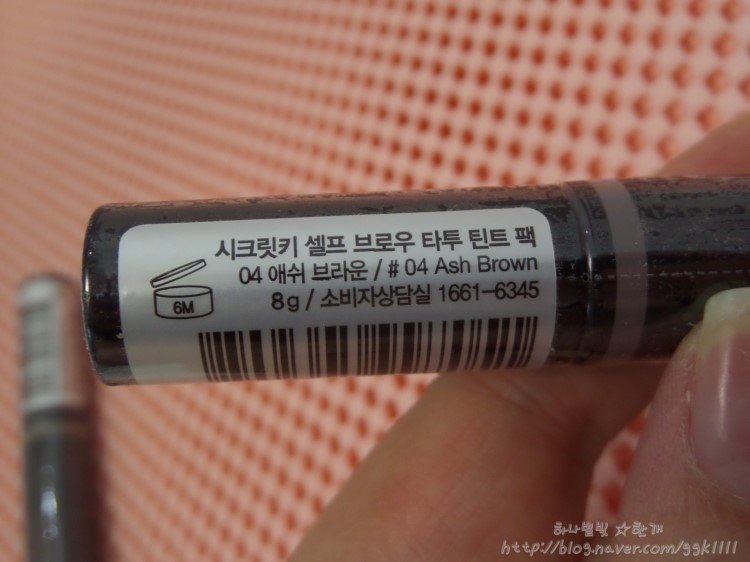 시크릿키 셀프 브로우 타투 틴트 팩
04 애쉬 브라운 / # 04 Ash Brown
8g / 소비자상담실 1661-6345
6M
하나별빛 ☆한개
http://blog.naver.com/ggk1111